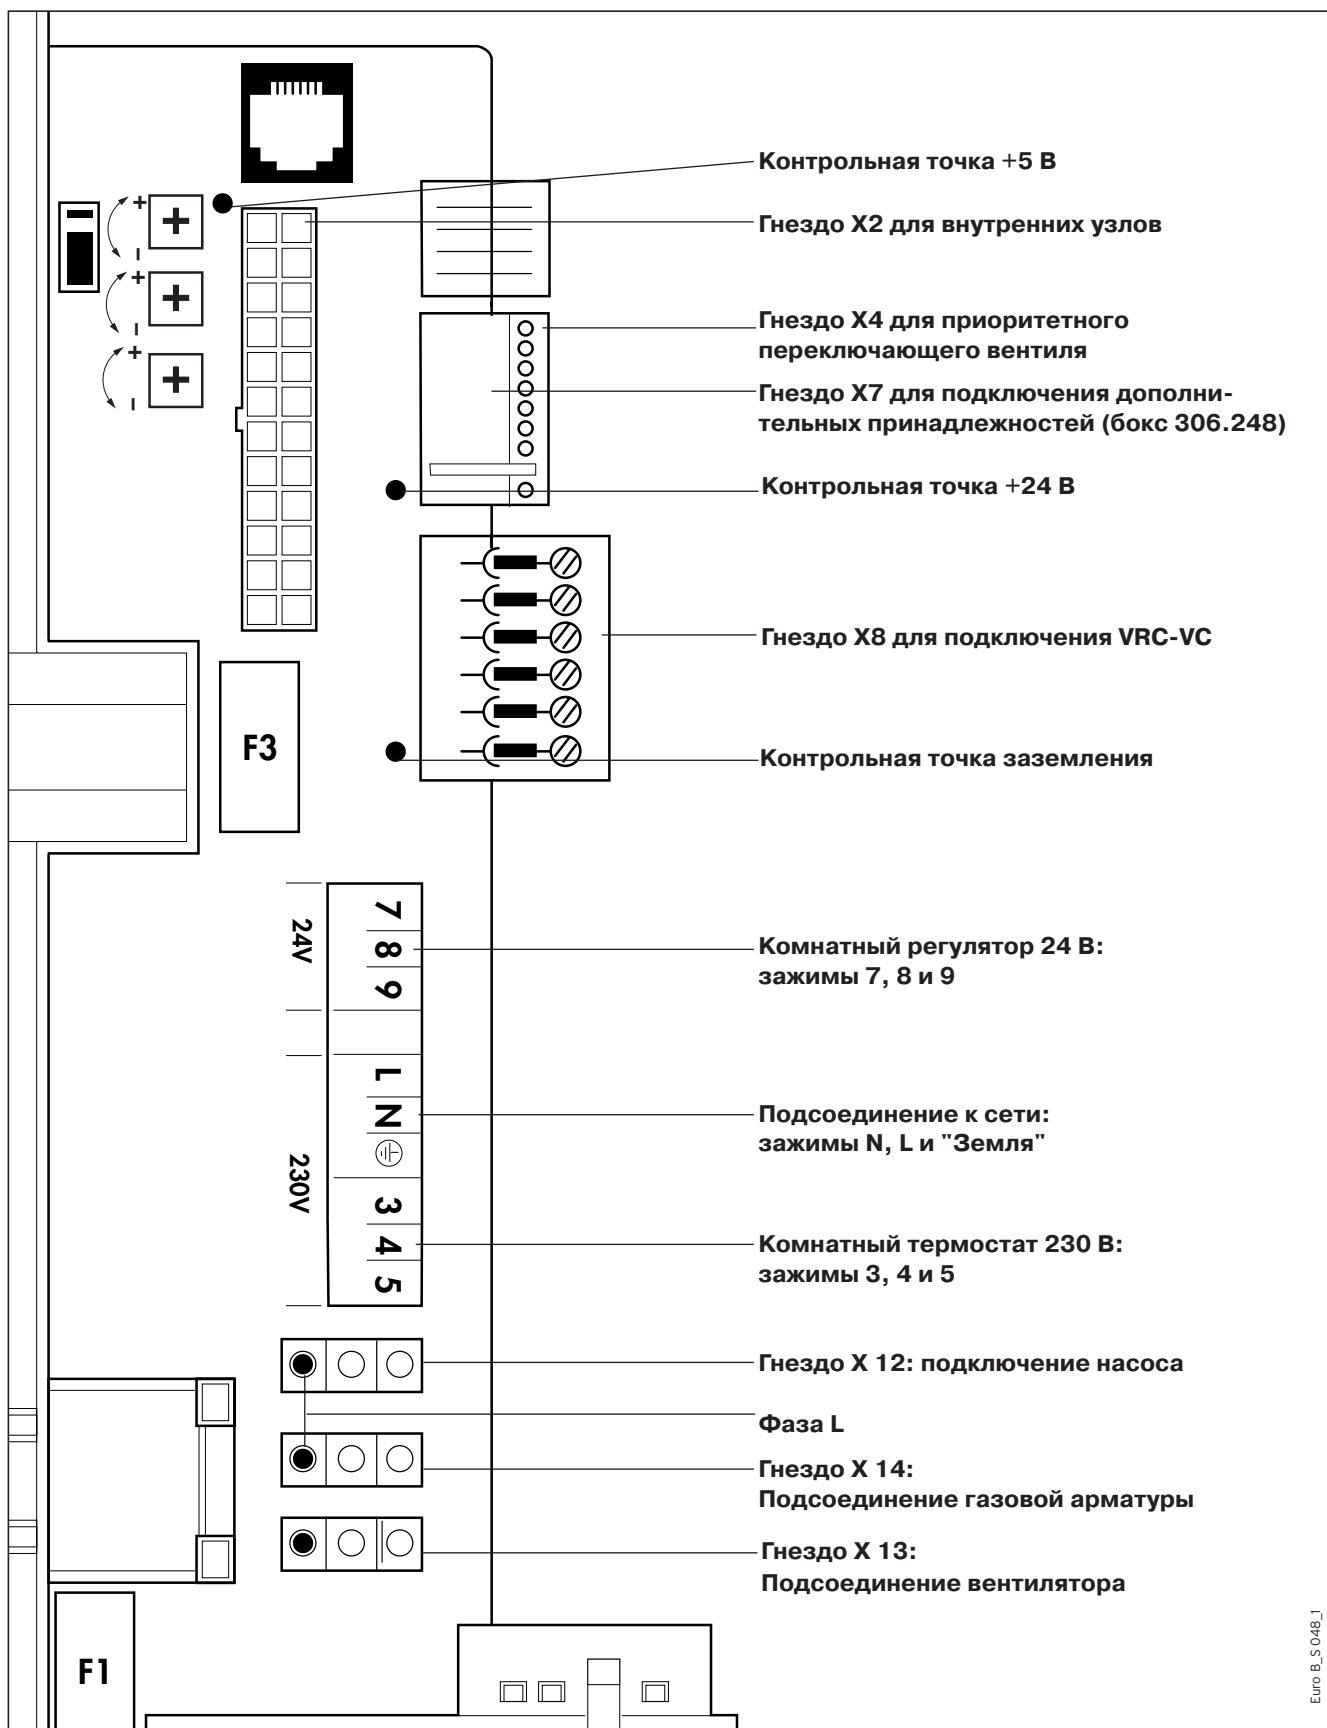 Контрольная точка +5 В
Гнездо X2 для внутренних узлов
Гнездо X4 для приоритетного
переключающего вентиля
Гнездо X7 для подключения дополни-
тельных принадлежностей (бокс 306.248)
Контрольная точка +24 В
Гнездо X8 для подключения VRC-VC
F3
Контрольная точка заземления
24V
7
8
9
Комнатный регулятор 24 В:
зажимы 7, 8 и 9
230V
L
N
Подсоединение к сети:
зажимы N, L и "Земля"
3
4
5
Комнатный термостат 230 В:
зажимы 3, 4 и 5
Гнездо X 12: подключение насоса
Фаза L
Гнездо X 14:
Подсоединение газовой арматуры
Гнездо X 13:
Подсоединение вентилятора
F1
Euro B_S 048_1